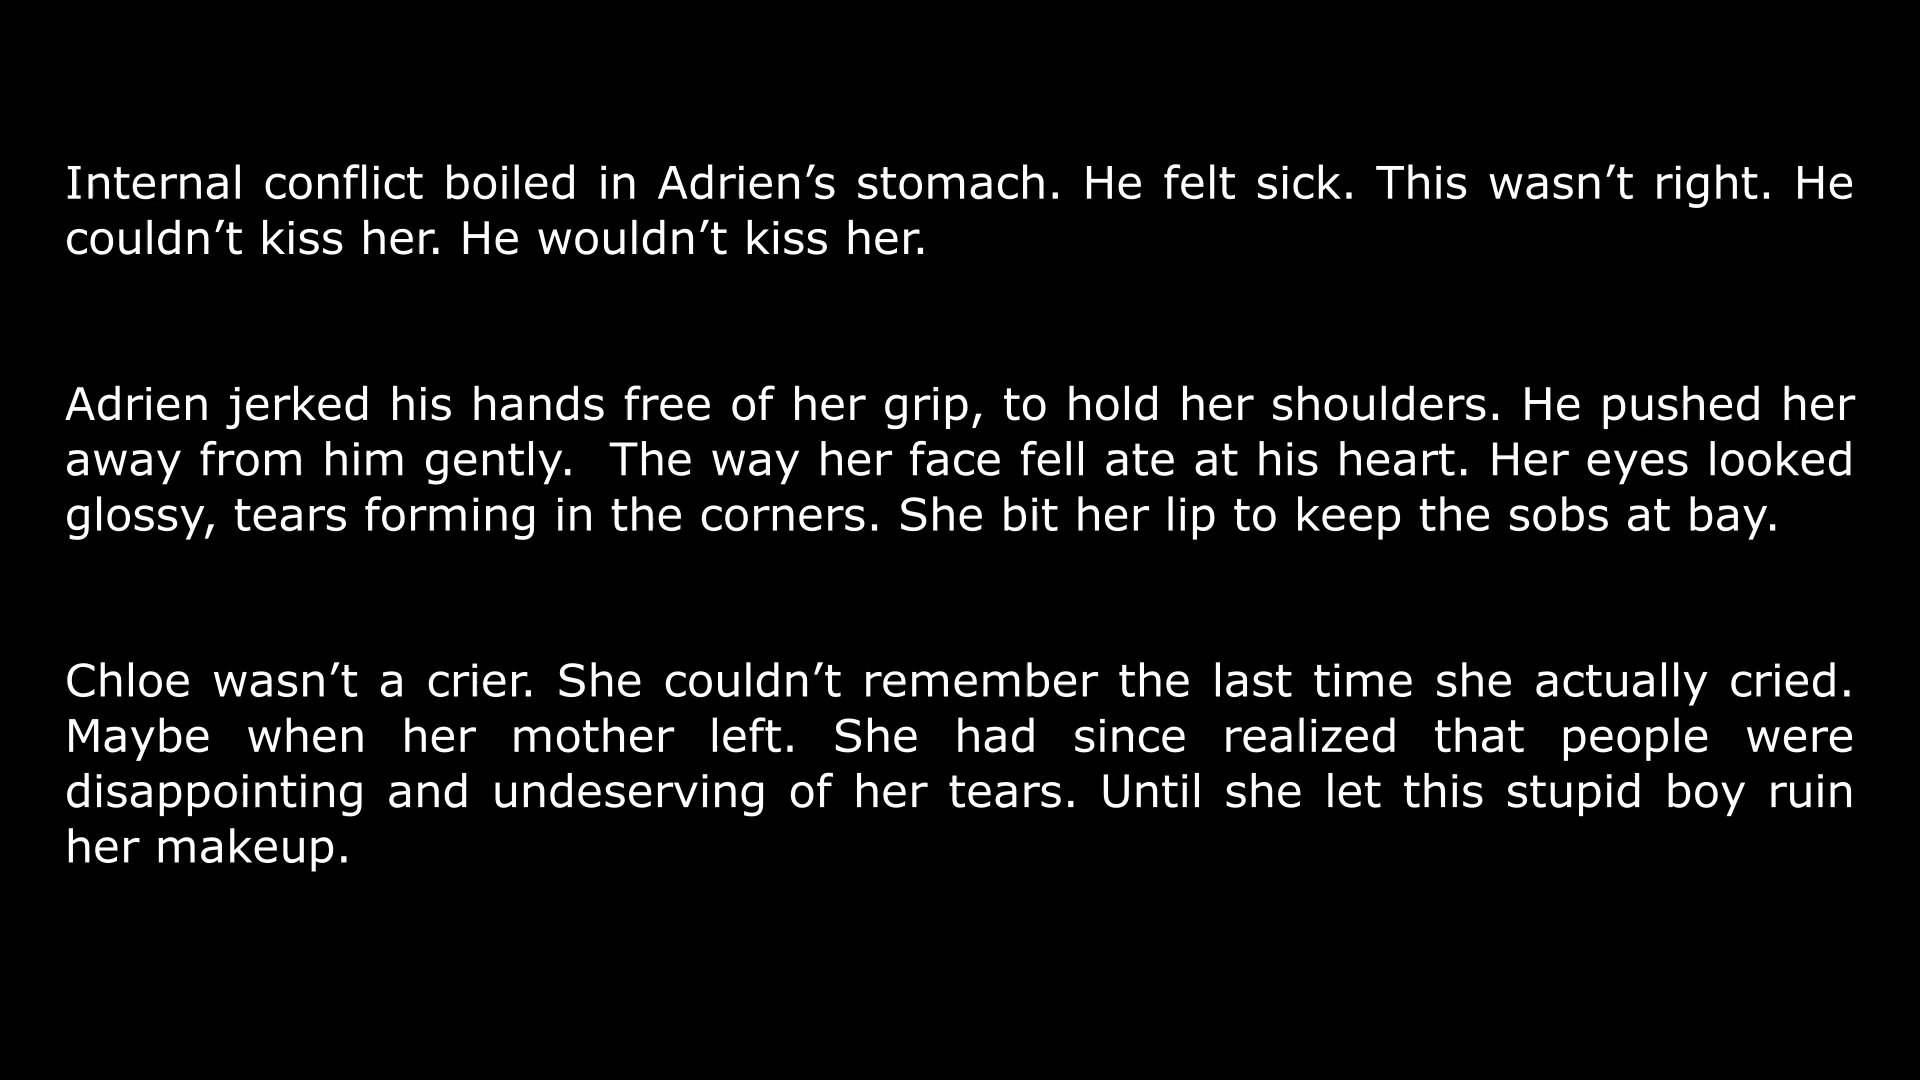 Internal conflict boiled in Adrien’s stomach. He felt sick. This wasn’t right. He
couldn’t kiss her. He wouldn’t kiss her.
Adrien jerked his hands free of her grip, to hold her shoulders. He pushed her
away from him gently.  The way her face fell ate at his heart. Her eyes looked
glossy, tears forming in the corners. She bit her lip to keep the sobs at bay.
Chloe wasn’t a crier. She couldn’t remember the last time she actually cried.
Maybe when her mother left. She had since realized that people were
disappointing and undeserving of her tears. Until she let this stupid boy ruin
her makeup.